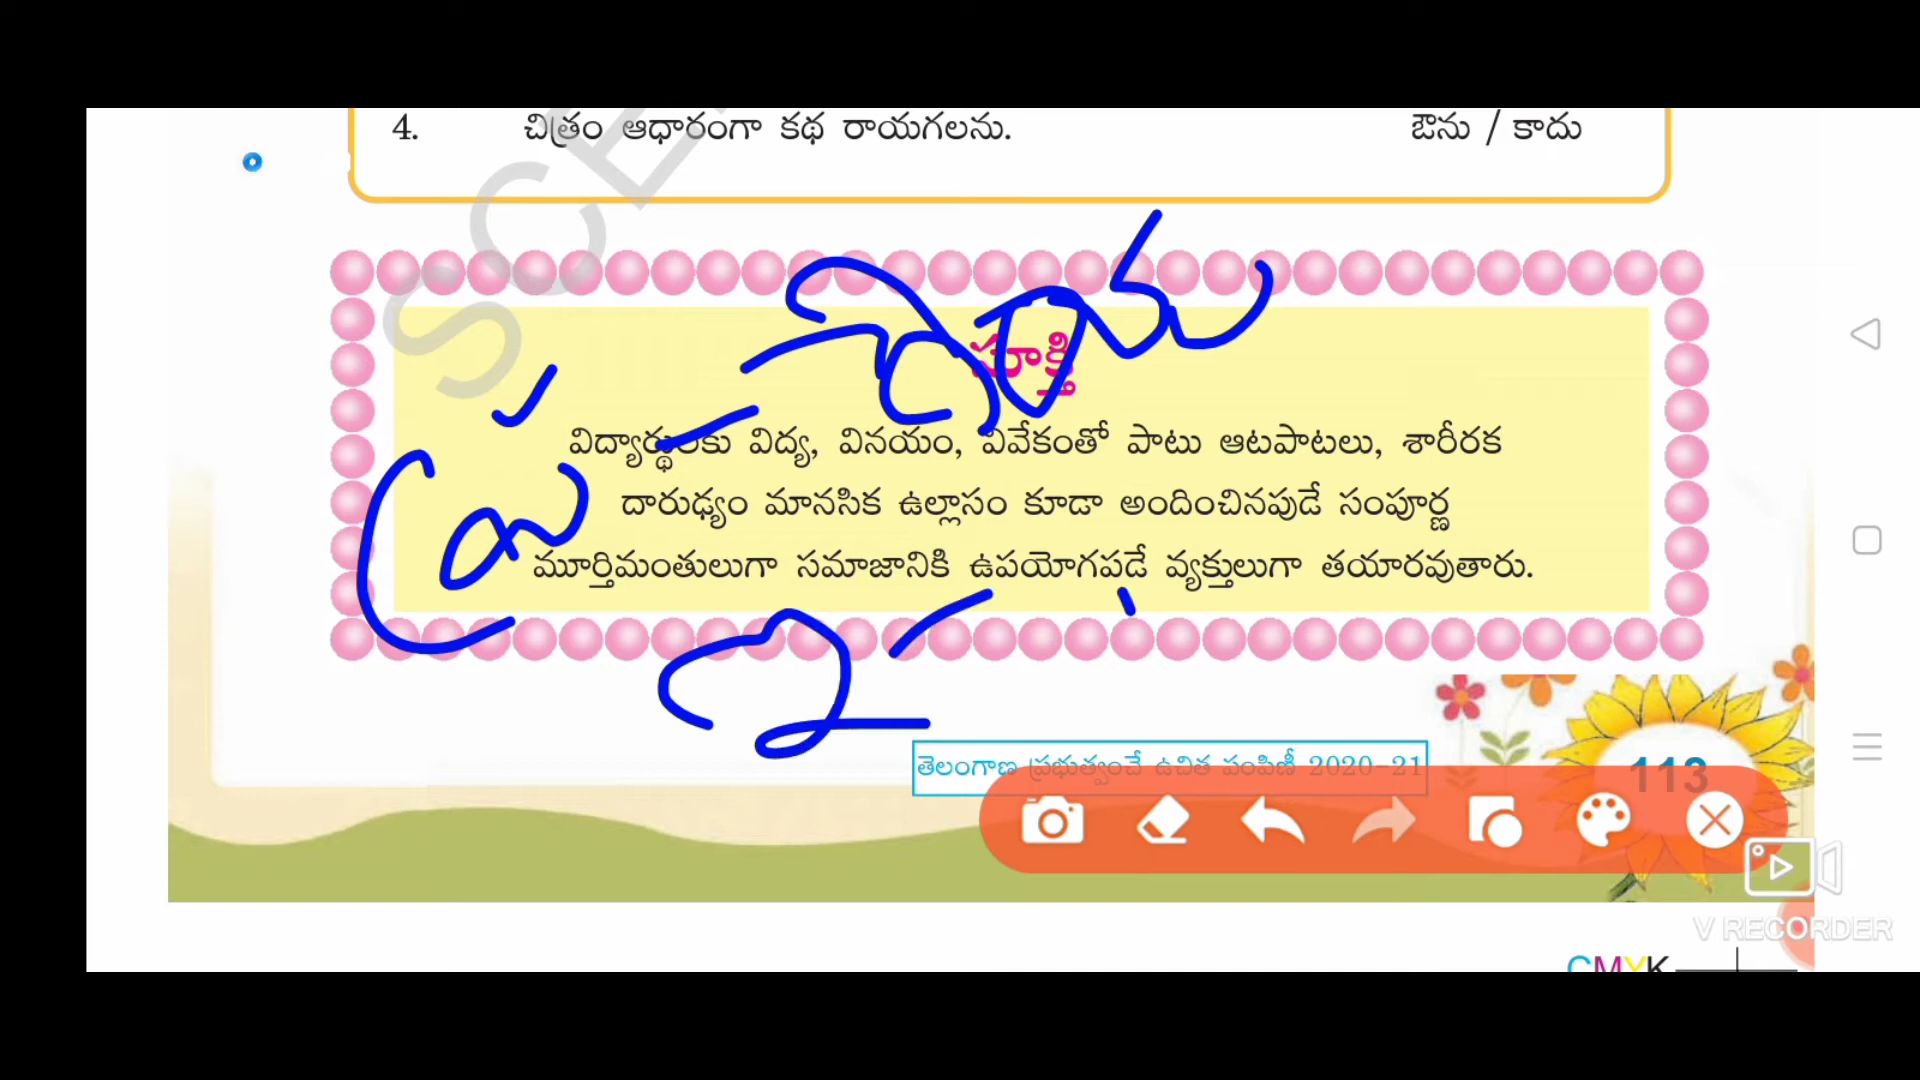 4. చిత్రం ఆధారంగా కథ రాయగలను. ఔను / కాదు
సూక్తి
విద్యార్థులకు విద్య, వినయం, వివేకంతో పాటు ఆటపాటలు, శారీరక
దారుఢ్యం మానసిక ఉల్లాసం కూడా అందించినపుడే సంపూర్ణ
మూర్తిమంతులుగా సమాజానికి ఉపయోగపడే వ్యక్తులుగా తయారవుతారు.
తెలంగాణ ప్రభుత్వంచే ఉచిత పంపిణీ 2020-21
113
V RECORDER
CMYK